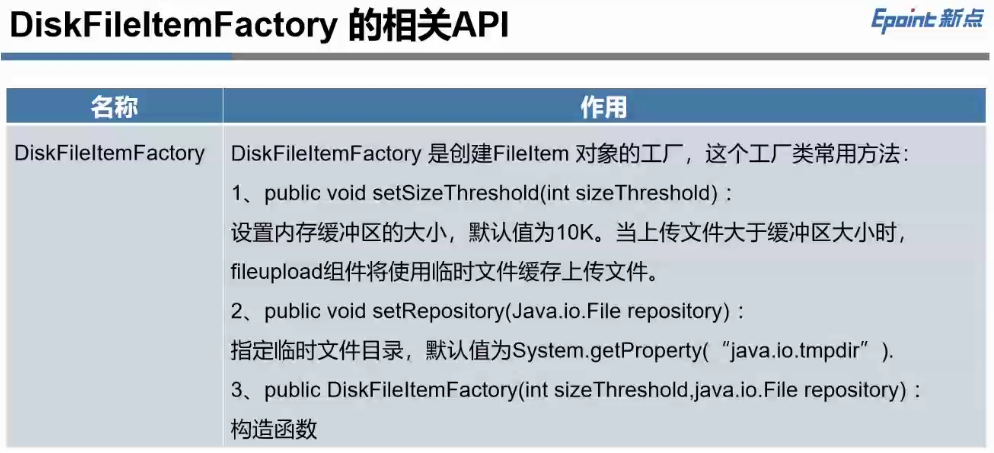 DiskFileItemFactory 的相关API
Epoint 新点
名称
作用
DiskFileItemFactory
DiskFileItemFactory 是创建FileItem 对象的工厂，这个工厂类常用方法：
1、public void setSizeThreshold(int sizeThreshold) ：
设置内存缓冲区的大小，默认值为10K。当上传文件大于缓冲区大小时，
fileupload组件将使用临时文件缓存上传文件。
2、public void setRepository(Java.io.File repository) ：
指定临时文件目录，默认值为System.getProperty(“java.io.tmpdir”).
3、public DiskFileItemFactory(int sizeThreshold,java.io.File repository) ：
构造函数